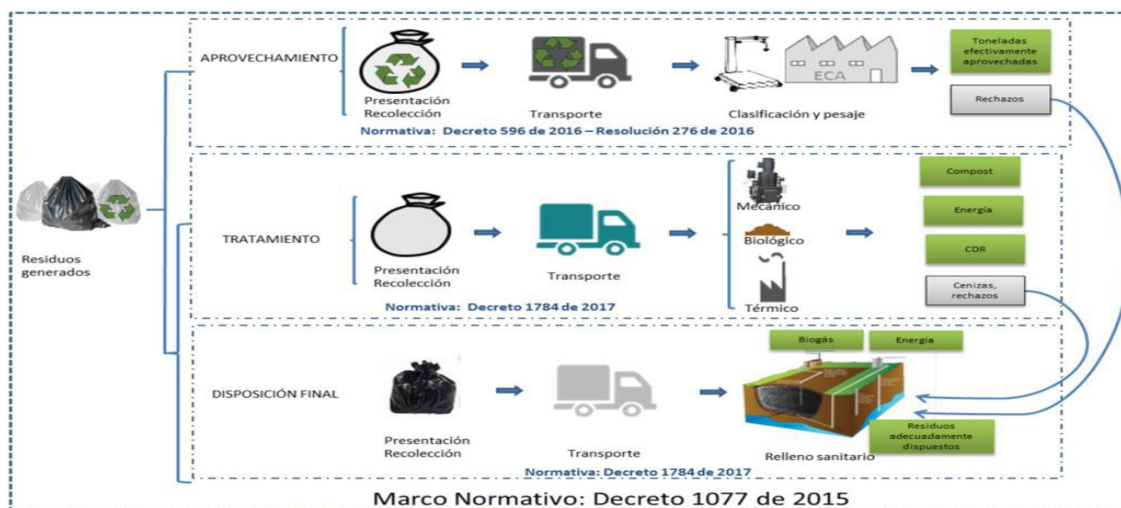 Residuos
generados
APROVECHAMIENTO
Presentación
Recolección
Transporte
ECA
Clasificación y pesaje
Toneladas
efectivamente
aprovechadas
Rechazos
Normativa: Decreto 596 de 2016 – Resolución 276 de 2016
TRATAMIENTO
Presentación
Recolección
Transporte
Mecánico
Biológico
Térmico
Compost
Energía
CDR
Cenizas,
rechazos
Normativa: Decreto 1784 de 2017
DISPOSICIÓN FINAL
Presentación
Recolección
Transporte
Biogás
Energía
Relleno sanitario
Residuos
adecuadamente
dispuestos
Normativa: Decreto 1784 de 2017
Marco Normativo: Decreto 1077 de 2015